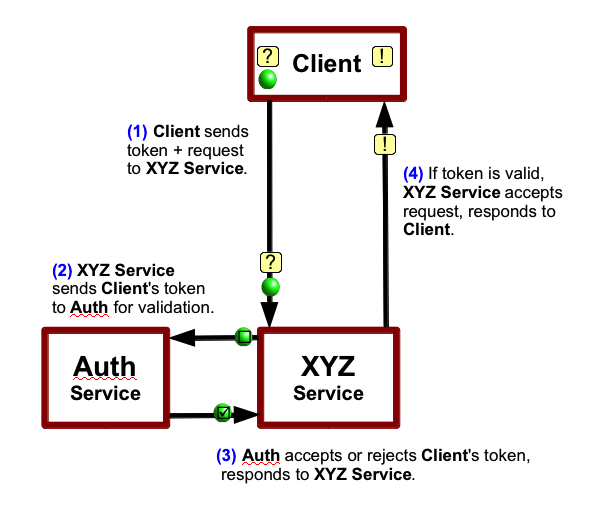 ? Client !
(1) Client sends
token + request
to XYZ Service.
!
(4) If token is valid,
XYZ Service accepts
request, responds to
Client.
?
(2) XYZ Service
sends Client's token
to Auth for validation.
Auth
Service
XYZ
Service
(3) Auth accepts or rejects Client's token,
responds to XYZ Service.